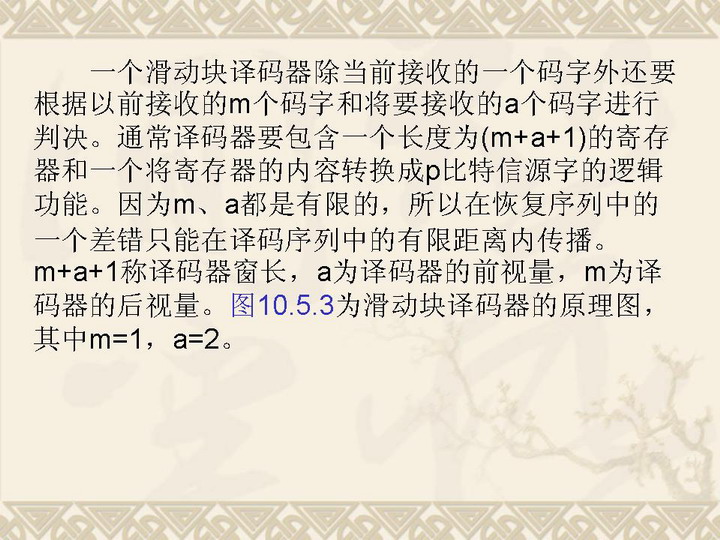 一个滑动块译码器除当前接收的一个码字外还要
根据以前接收的m个码字和将要接收的a个码字进行
判决。通常译码器要包含一个长度为(m+a+1)的寄存
器和一个将寄存器的内容转换成p比特信源字的逻辑
功能。因为m、a都是有限的，所以在恢复序列中的
一个差错只能在译码序列中的有限距离内传播。
m+a+1称译码器窗长，a为译码器的前视量，m为译
码器的后视量。图10.5.3为滑动块译码器的原理图，
其中m=1，a=2。